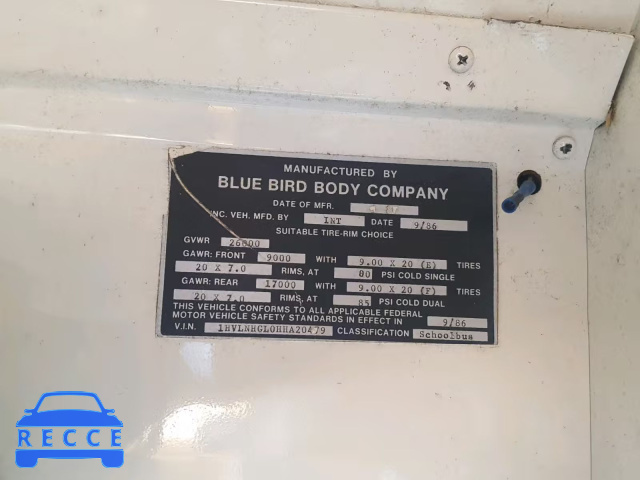 MANUFACTURED BY
BLUE BIRD BODY COMPANY
DATE OF MFR.
INC. VEH. MFD. BY INT DATE 9/86
SUITABLE TIRE-RIM CHOICE
GVWR 26000
GAWR: FRONT 9000 WITH 9.00 X 20 (E) TIRES
20 X 7.0 RIMS, AT 80 PSI COLD SINGLE
GAWR: REAR 17000 WITH 9.00 X 20 (F) TIRES
20 X 7.0 RIMS, AT 85 PSI COLD DUAL
THIS VEHICLE CONFORMS TO ALL APPLICABLE FEDERAL
MOTOR VEHICLE SAFETY STANDARDS IN EFFECT 9/86
V.I.N. 1HVLNHGL0HHA20479 CLASSIFICATION Schoolbus
RECCE